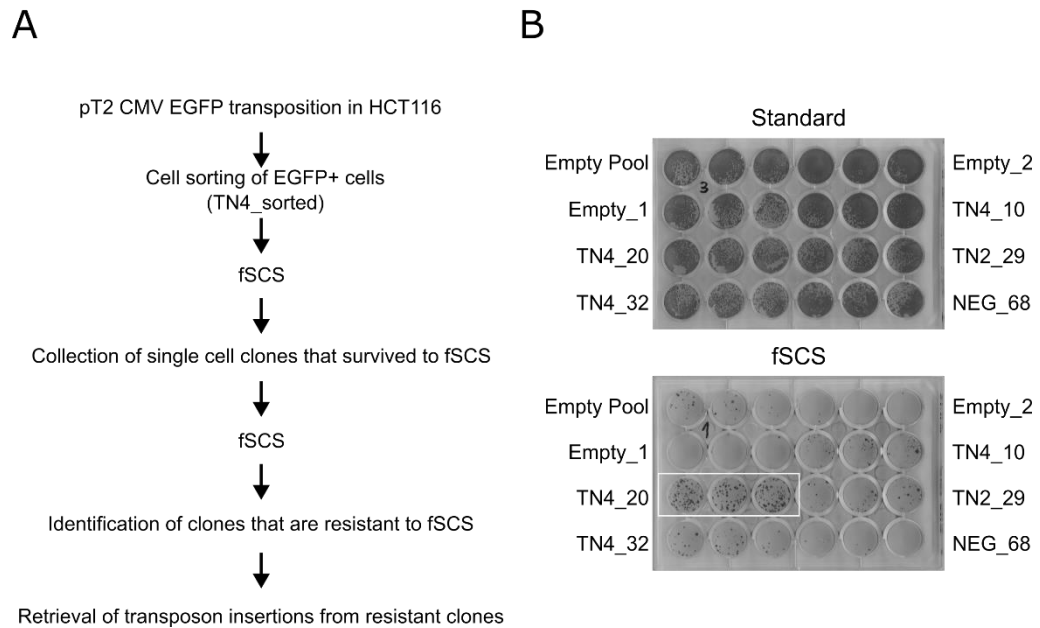 A
pT2 CMV EGFP transposition in HCT116
Cell sorting of EGFP+ cells
(TN4_sorted)
fSCS
Collection of single cell clones that survived to fSCS
fSCS
Identification of clones that are resistant to fSCS
Retrieval of transposon insertions from resistant clones
B
Standard
Empty Pool
Empty_2
3
Empty_1
TN4_10
TN4_20
TN2_29
TN4_32
NEG_68
fSCS
Empty Pool
Empty_2
1
Empty_1
TN4_10
TN4_20
TN2_29
TN4_32
NEG_68